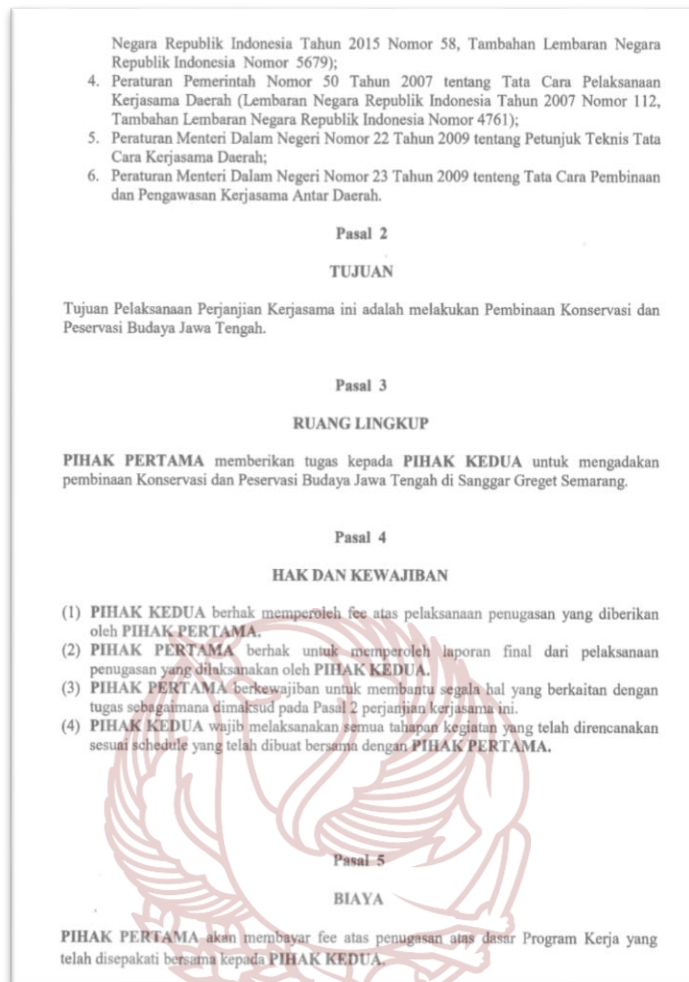 Negara Republik Indonesia Tahun 2015 Nomor 58, Tambahan Lembaran Negara
Republik Indonesia Nomor 5679);
4. Peraturan Pemerintah Nomor 50 Tahun 2007 tentang Tata Cara Pelaksanaan
Kerjasama Daerah (Lembaran Negara Republik Indonesia Tahun 2007 Nomor 112,
Tambahan Lembaran Negara Republik Indonesia Nomor 4761);
5. Peraturan Menteri Dalam Negeri Nomor 22 Tahun 2009 tentang Petunjuk Teknis Tata
Cara Kerjasama Daerah;
6. Peraturan Menteri Dalam Negeri Nomor 23 Tahun 2009 tenteng Tata Cara Pembinaan
dan Pengawasan Kerjasama Antar Daerah.
Pasal 2
TUJUAN
Tujuan Pelaksanaan Perjanjian Kerjasama ini adalah melakukan Pembinaan Konservasi dan
Peservasi Budaya Jawa Tengah.
Pasal 3
RUANG LINGKUP
PIHAK PERTAMA memberikan tugas kepada PIHAK KEDUA untuk mengadakan
pembinaan Konservasi dan Peservasi Budaya Jawa Tengah di Sanggar Greget Semarang.
Pasal 4
HAK DAN KEWAJIBAN
(1) PIHAK KEDUA berhak memperoleh fee atas pelaksanaan penugasan yang diberikan
oleh PIHAK PERTAMA.
(2) PIHAK PERTAMA berhak untuk memperoleh laporan final dari pelaksanaan
penugasan yang dilaksanakan oleh PIHAK KEDUA.
(3) PIHAK PERTAMA berkewajiban untuk membantu segala hal yang berkaitan dengan
tugas sebagaimana dimaksud pada Pasal 2 perjanjian kerjasama ini.
(4) PIHAK KEDUA wajib melaksanakan semua tahapan kegiatan yang telah direncanakan
sesuai schedule yang telah dibuat bersama dengan PIHAK PERTAMA.
Pasal 5
BIAYA
PIHAK PERTAMA akan membayar fee atas penugasan atas dasar Program Kerja yang
telah disepakati bersama kepada PIHAK KEDUA.